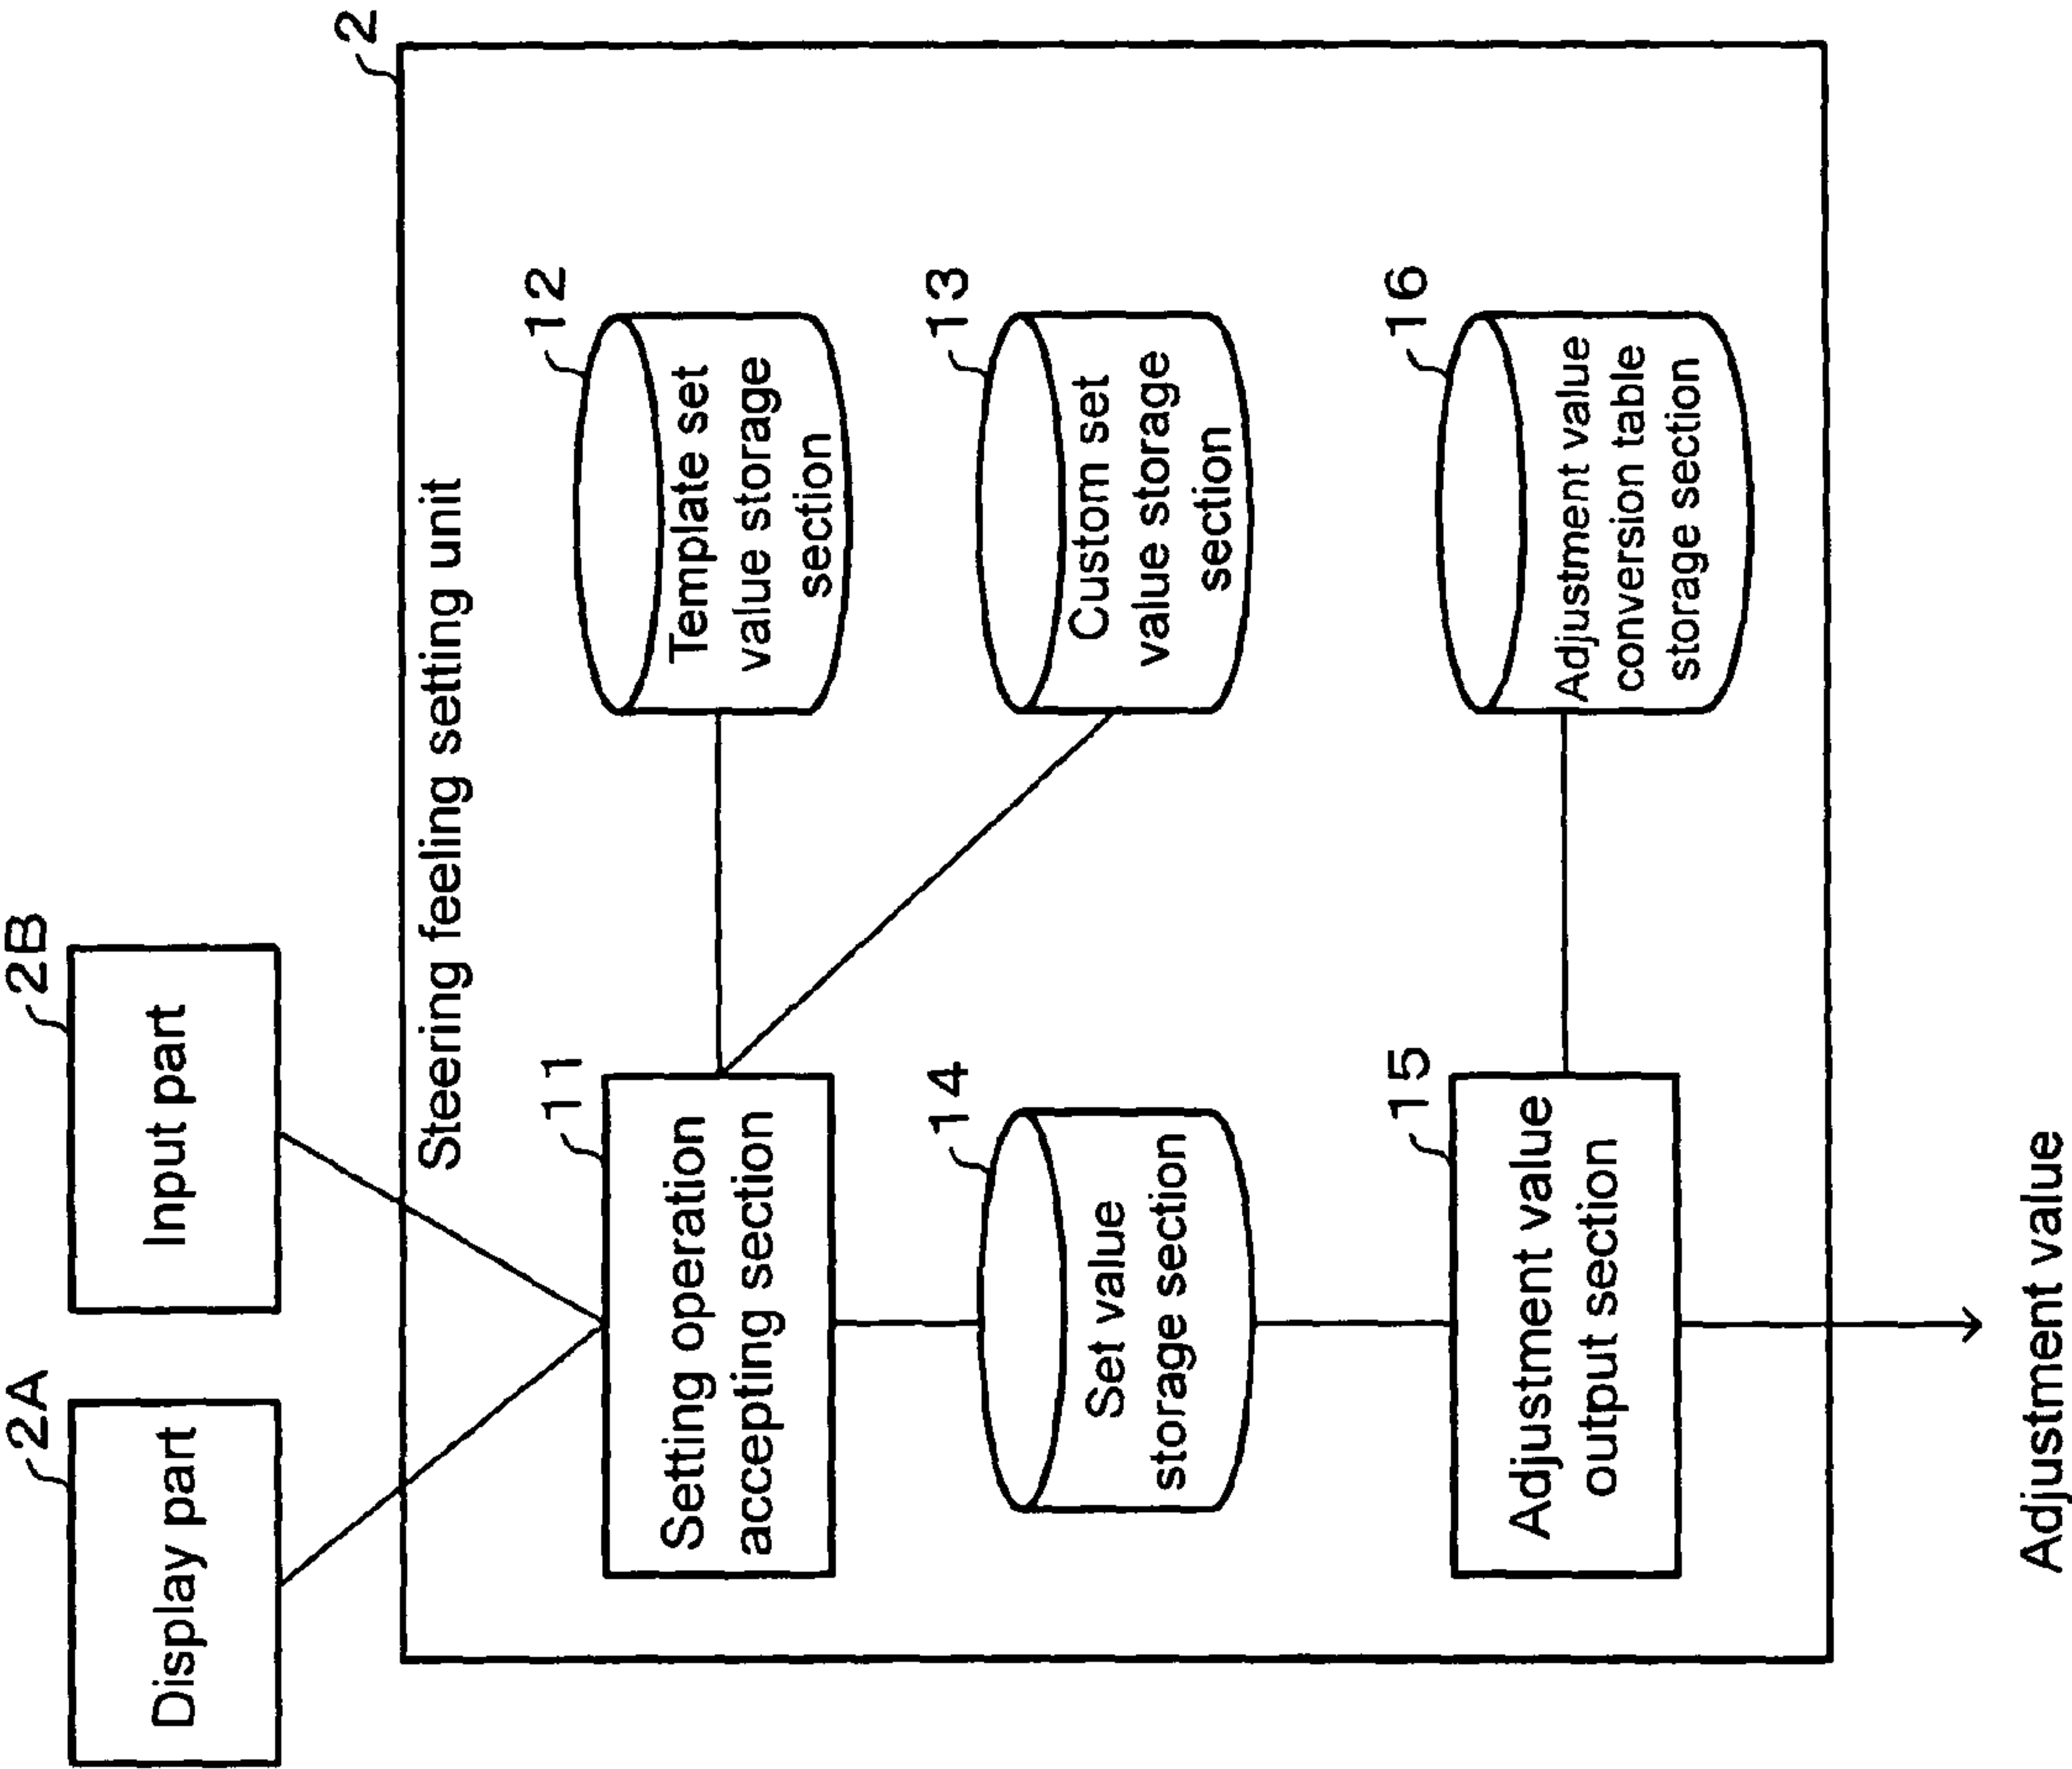 2A
Display part
2B
Input part
2
Steering feeling setting unit
11
Setting operation
accepting section
12
Template set
value storage
section
14
Set value
storage section
13
Custom set
value storage
section
15
Adjustment value
output section
16
Adjustment value
conversion table
storage section
Adjustment value